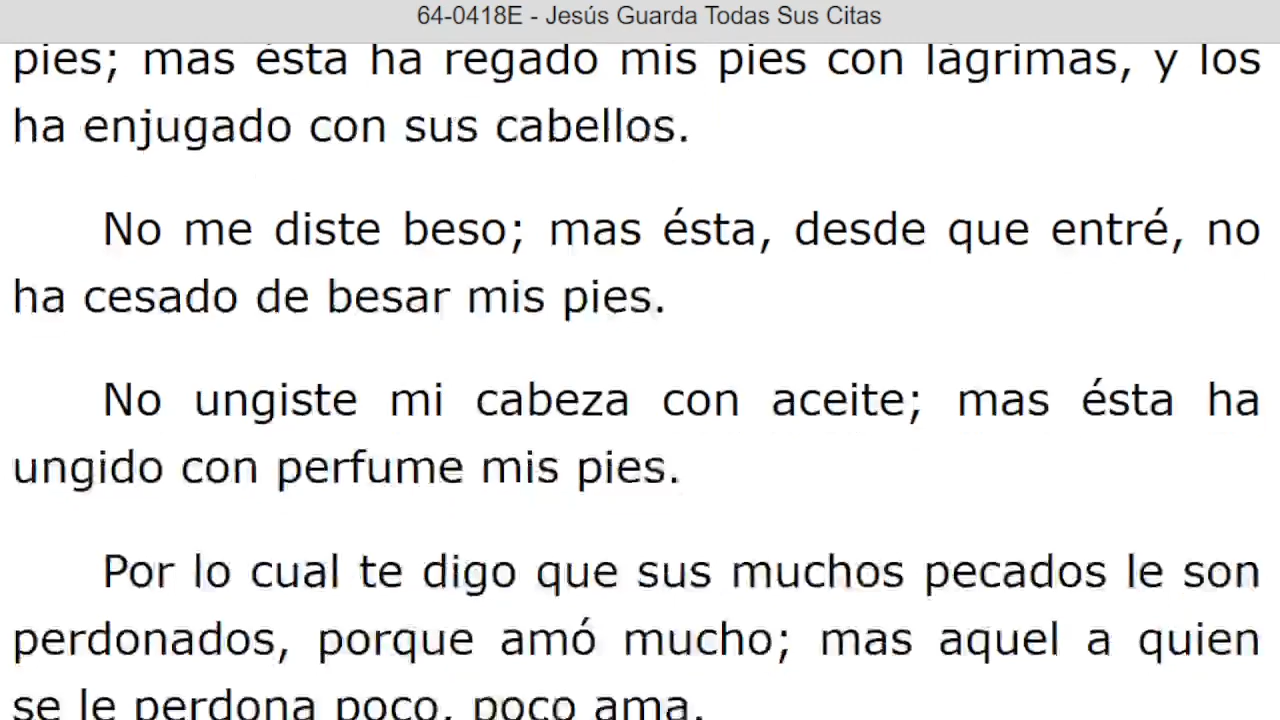 64-0418E - Jesús Guarda Todas Sus Citas
pies; mas ésta ha regado mis pies con lágrimas, y los
ha enjugado con sus cabellos.
No me diste beso; mas ésta, desde que entré, no
ha cesado de besar mis pies.
No ungiste mi cabeza con aceite; mas ésta ha
ungido con perfume mis pies.
Por lo cual te digo que sus muchos pecados le son
perdonados, porque amó mucho; mas aquel a quien
se le perdona poco, poco ama.